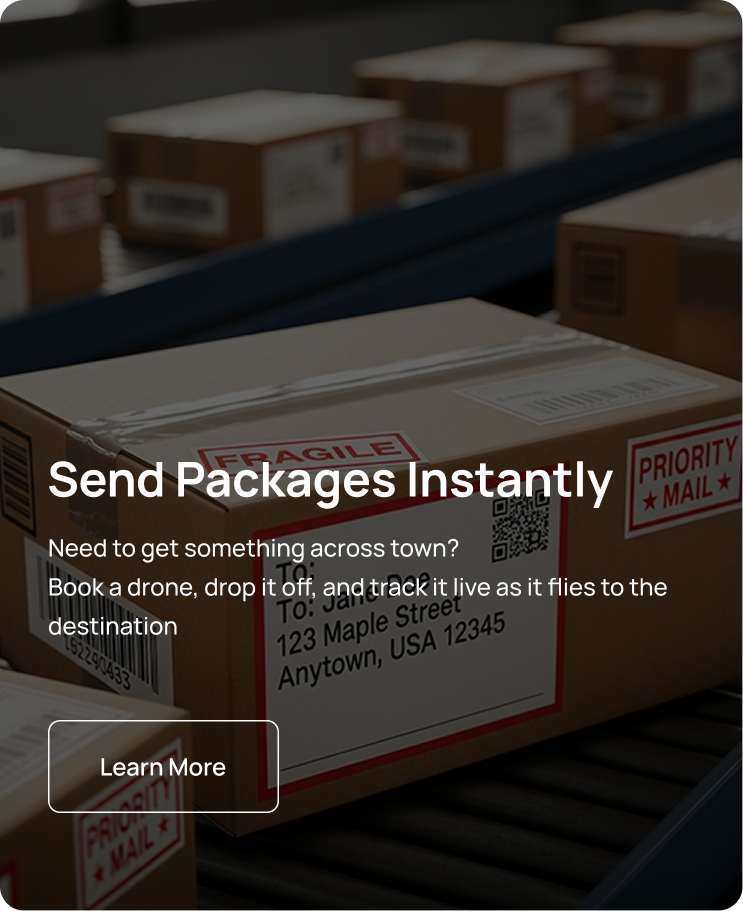 FRAGILE
PRIORITY
MAIL
Send Packages Instantly
Need to get something across town?
Book a drone, drop it off, and track it live as it flies to the
destination
To:
To: Jane Doe
123 Maple Street
Anytown, USA 12345
Learn More
PRIORITY
MAIL